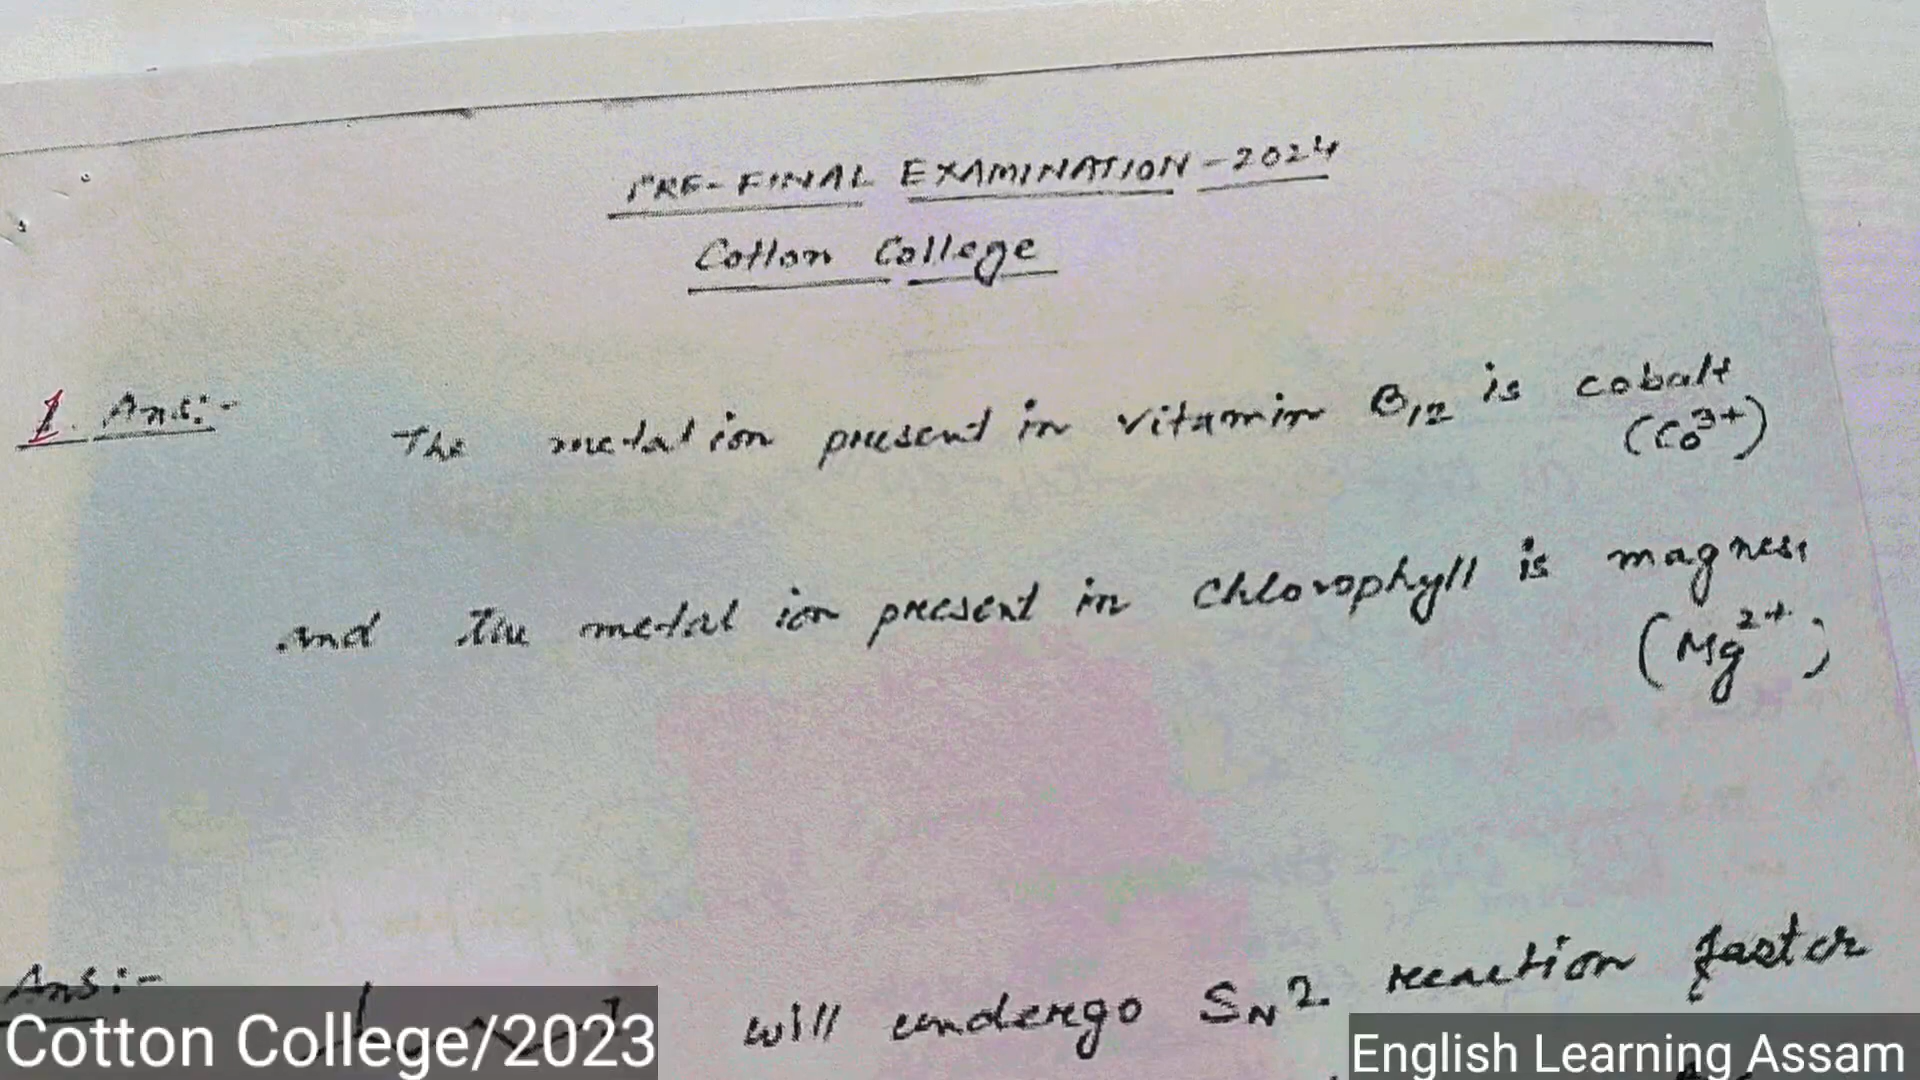 PRE-FINAL EXAMINATION-2024
Cotton College
1. Ans:- The metal ion present in vitamin B12 is cobalt
(Co3+)
and the metal ion present in Chlorophyll is magnesi
(Mg2+)
Ans:- will undergo SN2 reaction faster
Cotton College/2023
English Learning Assam